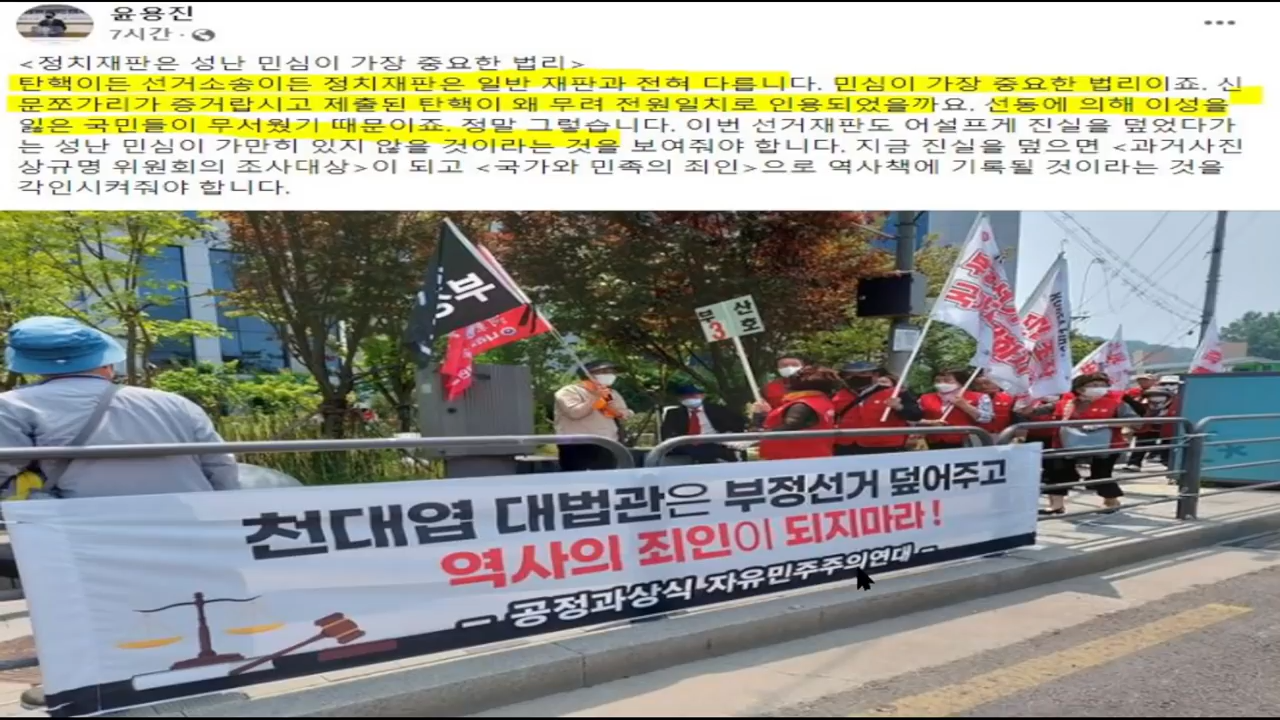 윤용진
7시간 ·
<정치재판은 성난 민심이 가장 중요한 법리>
탄핵이든 선거소송이든 정치재판은 일반 재판과 전혀 다릅니다. 민심이 가장 중요한 법리이죠. 신
문쪼가리가 증거랍시고 제출된 탄핵이 왜 무려 전원일치로 인용되었을까요. 선동에 의해 이성을
잃은 국민들이 무서웠기 때문이죠. 정말 그렇습니다. 이번 선거재판도 어설프게 진실을 덮었다가
는 성난 민심이 가만히 있지 않을 것이라는 것을 보여줘야 합니다. 지금 진실을 덮으면 <과거사진
상규명 위원회의 조사대상>이 되고 <국가와 민족의 죄인>으로 역사책에 기록될 것이라는 것을
각인시켜줘야 합니다.
부
산호
부3
천대엽 대법관은 부정선거 덮어주고
역사의 죄인이 되지마라!
- 공정과상식 자유민주주의연대 -